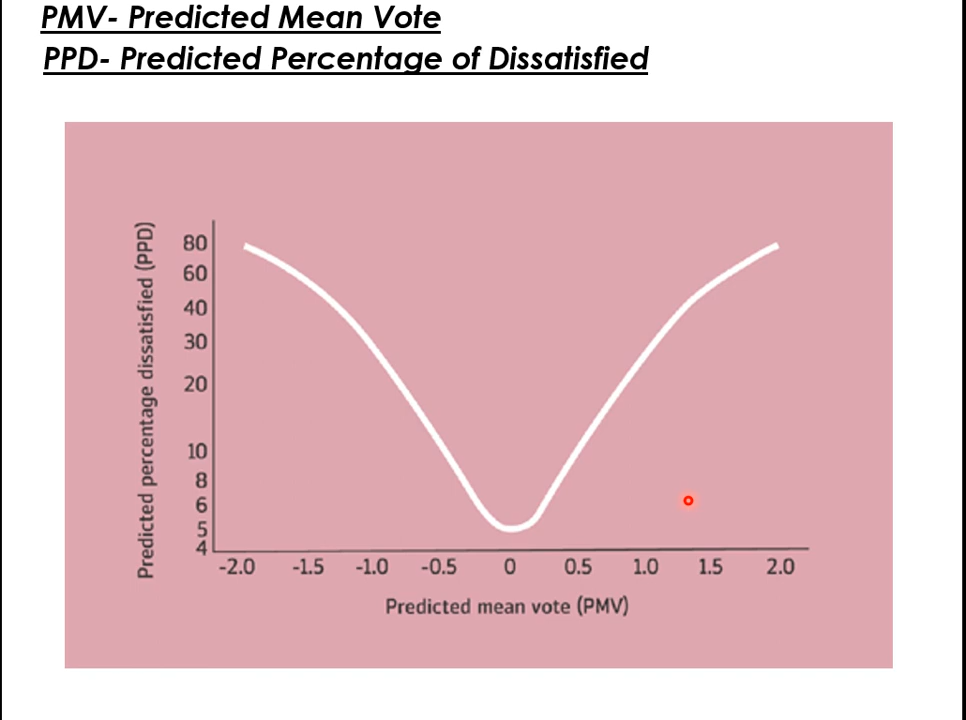 PMV- Predicted Mean Vote
PPD- Predicted Percentage of Dissatisfied
Predicted percentage dissatisfied (PPD)
80
60
40
30
20
10
8
6
5
4
-2.0 -1.5 -1.0 -0.5 0 0.5 1.0 1.5 2.0
Predicted mean vote (PMV)